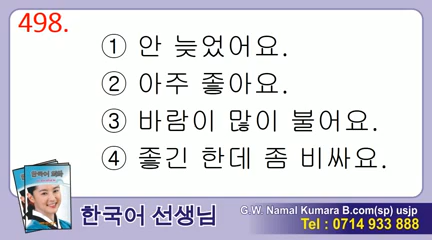 498.
① 안 늦었어요.
② 아주 좋아요.
③ 바람이 많이 불어요.
④ 좋긴 한데 좀 비싸요.
한국어 선생님
G.W. Namal Kumara B.com(sp) usjp
Tel : 0714 933 888